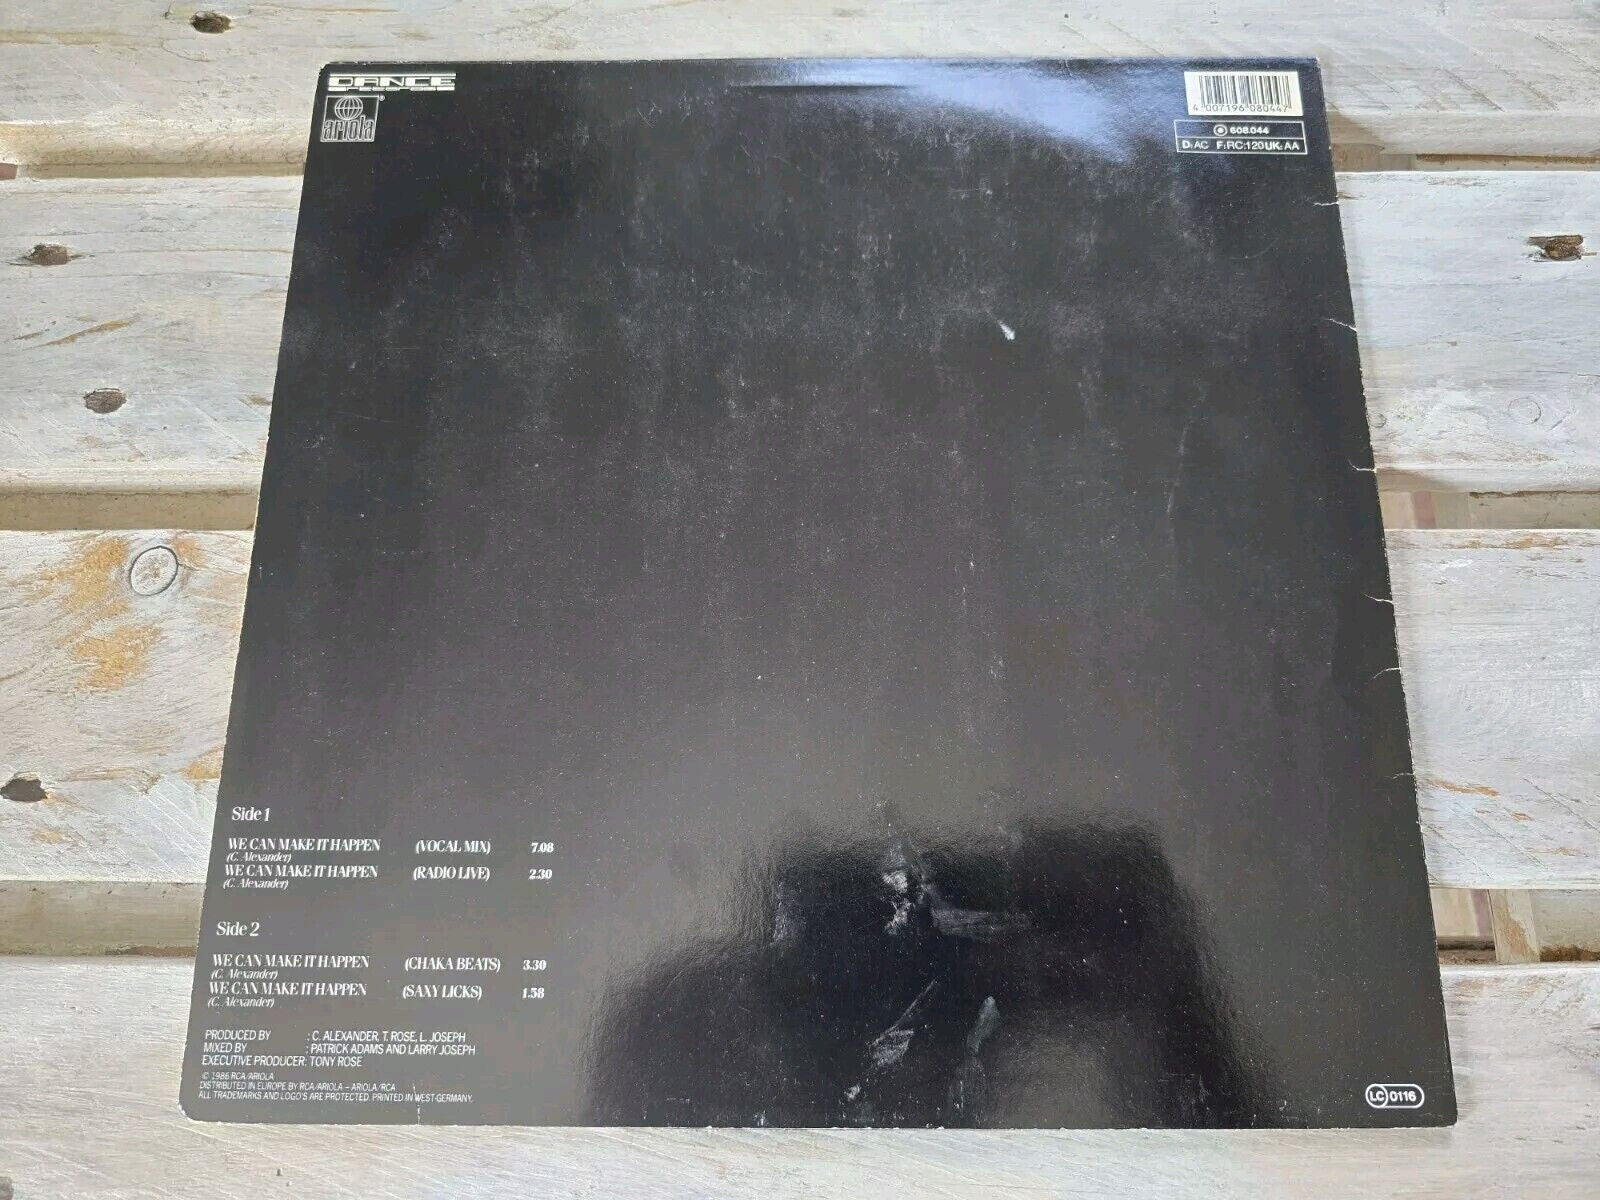 DANCE
records
ariola
4 007196 080447
608.044
D:AC F:RC:120 UK:AA
Side 1
WE CAN MAKE IT HAPPEN (VOCAL MIX) 7.08
(C. Alexander)
WE CAN MAKE IT HAPPEN (RADIO LIVE) 2.30
(C. Alexander)
Side 2
WE CAN MAKE IT HAPPEN (CHAKA BEATS) 3.30
(C. Alexander)
WE CAN MAKE IT HAPPEN (SAXY LICKS) 1.58
(C. Alexander)
PRODUCED BY : C. ALEXANDER, T. ROSE, L. JOSEPH
MIXED BY : PATRICK ADAMS AND LARRY JOSEPH
EXECUTIVE PRODUCER: TONY ROSE
© 1986 RCA/ARIOLA
DISTRIBUTED IN EUROPE BY RCA/ARIOLA – ARIOLA/RCA
ALL TRADEMARKS AND LOGO'S ARE PROTECTED. PRINTED IN WEST-GERMANY.
LC 0116